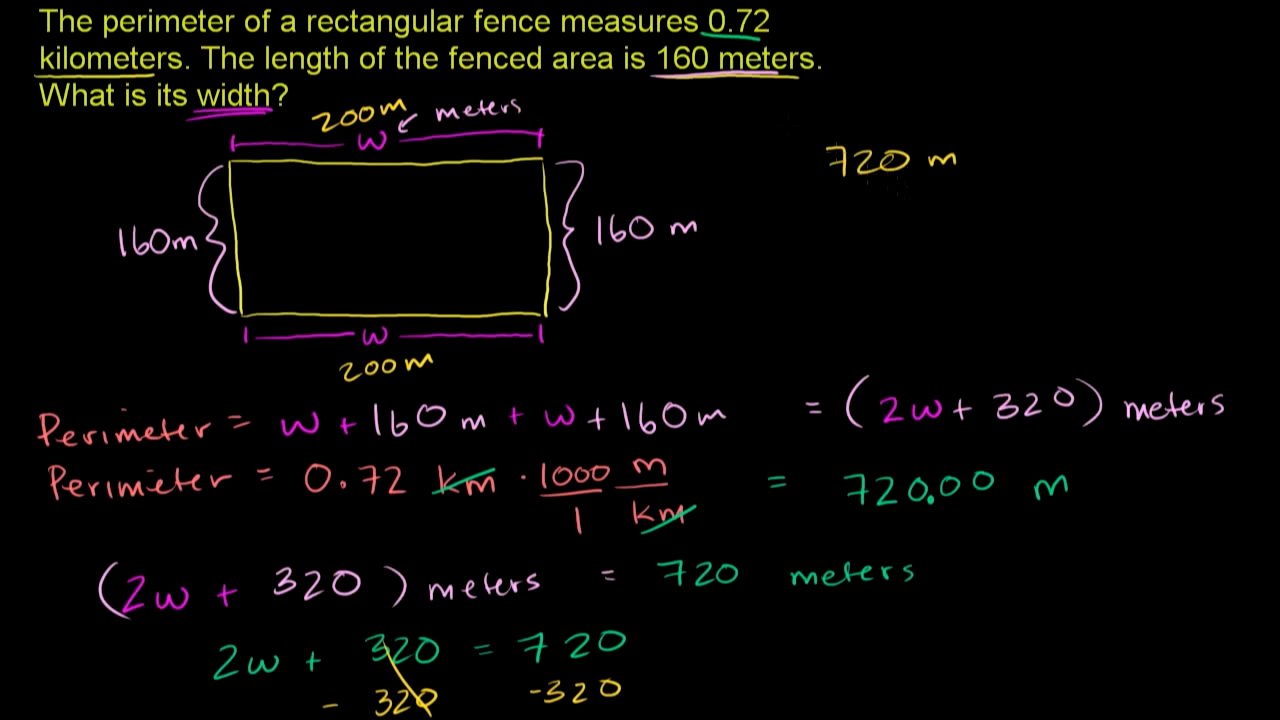 The perimeter of a rectangular fence measures 0.72
kilometers. The length of the fenced area is 160 meters.
What is its width?
200m
meters
w
720 m
160m
160 m
w
200m
Perimeter = w + 160 m + w + 160 m = (2w + 320) meters
Perimeter = 0.72 km · 1000/1 m/km = 720.00 m
(2w + 320) meters = 720 meters
2w + 320 = 720
- 320 -320